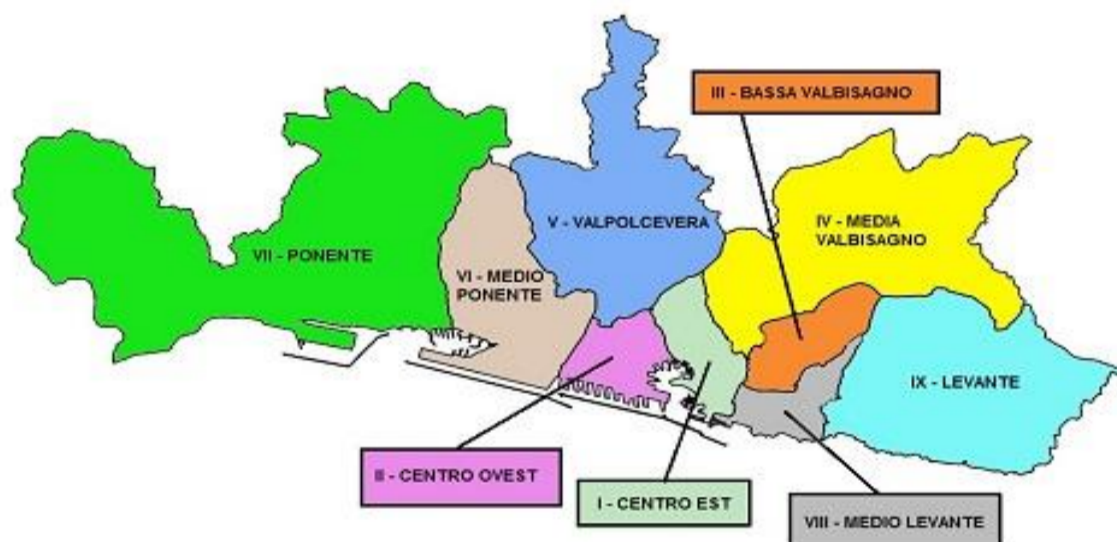 III - BASSA VALBISAGNO
V - VALPOLCEVERA
IV - MEDIA
VALBISAGNO
VII - PONENTE
VI - MEDIO
PONENTE
IX - LEVANTE
II - CENTRO OVEST
I - CENTRO EST
VIII - MEDIO LEVANTE